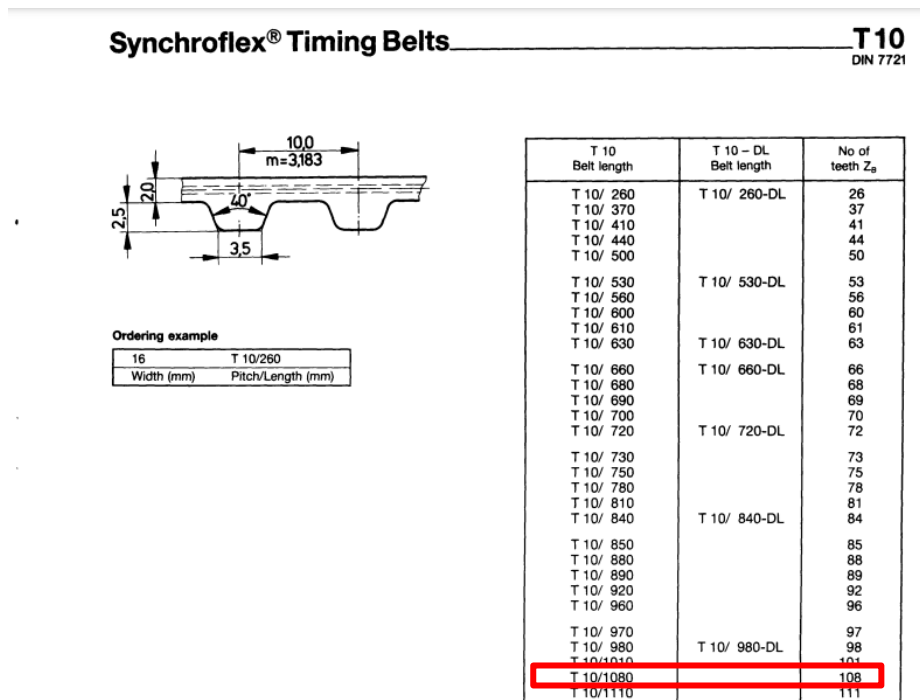 Synchroflex® Timing Belts T 10
DIN 7721
10,0
m=3,183
2,0
40°
2,5
3,5
Ordering example
16 T 10/260
Width (mm) Pitch/Length (mm)
T 10 T 10 – DL No of
Belt length Belt length teeth ZB
T 10/ 260 T 10/ 260-DL 26
T 10/ 370 37
T 10/ 410 41
T 10/ 440 44
T 10/ 500 50
T 10/ 530 T 10/ 530-DL 53
T 10/ 560 56
T 10/ 600 60
T 10/ 610 61
T 10/ 630 T 10/ 630-DL 63
T 10/ 660 T 10/ 660-DL 66
T 10/ 680 68
T 10/ 690 69
T 10/ 700 70
T 10/ 720 T 10/ 720-DL 72
T 10/ 730 73
T 10/ 750 75
T 10/ 780 78
T 10/ 810 81
T 10/ 840 T 10/ 840-DL 84
T 10/ 850 85
T 10/ 880 88
T 10/ 890 89
T 10/ 920 92
T 10/ 960 96
T 10/ 970 97
T 10/ 980 T 10/ 980-DL 98
T 10/1010 101
T 10/1080 108
T 10/1110 111